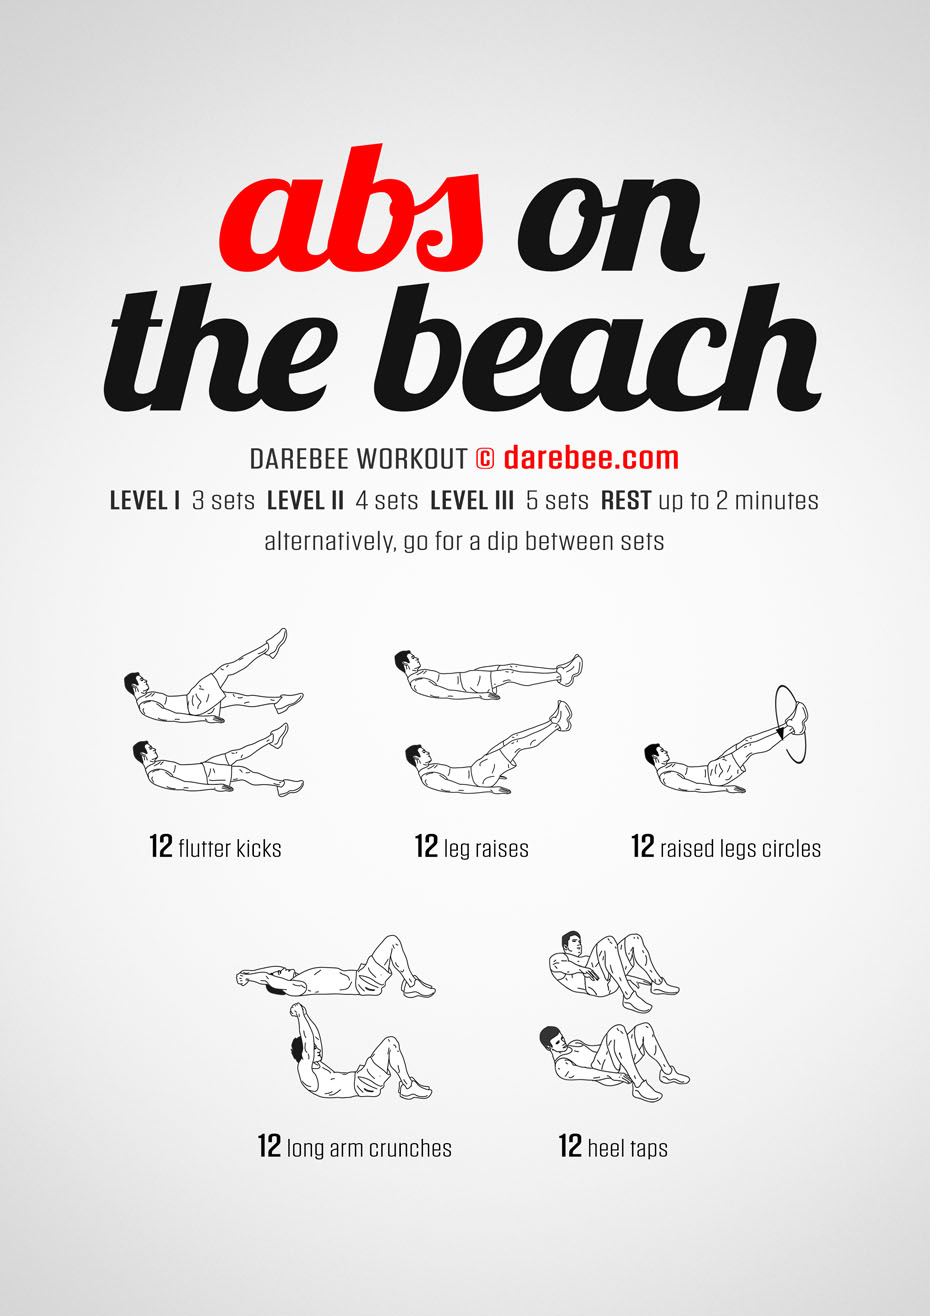 abs on
the beach
DAREBEE WORKOUT © darebee.com
LEVEL I 3 sets LEVEL II 4 sets LEVEL III 5 sets REST up to 2 minutes
alternatively, go for a dip between sets
12 flutter kicks
12 leg raises
12 raised legs circles
12 long arm crunches
12 heel taps